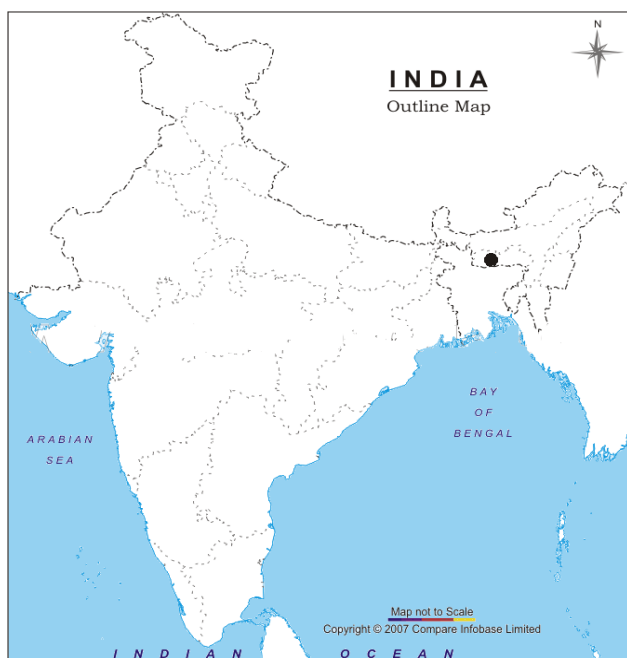 N
INDIA
Outline Map
BAY
OF
BENGAL
ARABIAN
SEA
Map not to Scale
Copyright © 2007 Compare Infobase Limited
INDIAN OCEAN